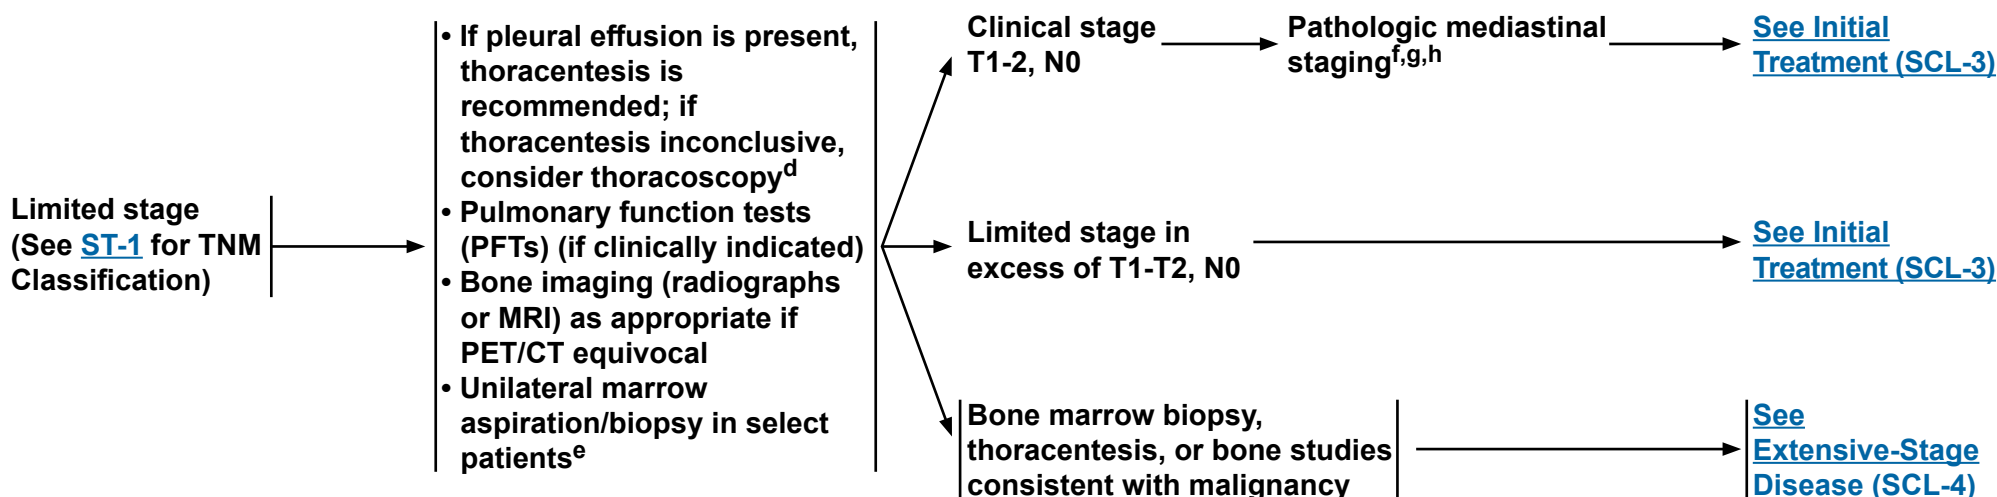 Limited stage
(See ST-1 for TNM
Classification)
• If pleural effusion is present,
thoracentesis is
recommended; if
thoracentesis inconclusive,
consider thoracoscopyd
• Pulmonary function tests
(PFTs) (if clinically indicated)
• Bone imaging (radiographs
or MRI) as appropriate if
PET/CT equivocal
• Unilateral marrow
aspiration/biopsy in select
patientse
Clinical stage
T1-2, N0
Pathologic mediastinal
stagingf,g,h
See Initial
Treatment (SCL-3)
Limited stage in
excess of T1-T2, N0
See Initial
Treatment (SCL-3)
Bone marrow biopsy,
thoracentesis, or bone studies
consistent with malignancy
See
Extensive-Stage
Disease (SCL-4)